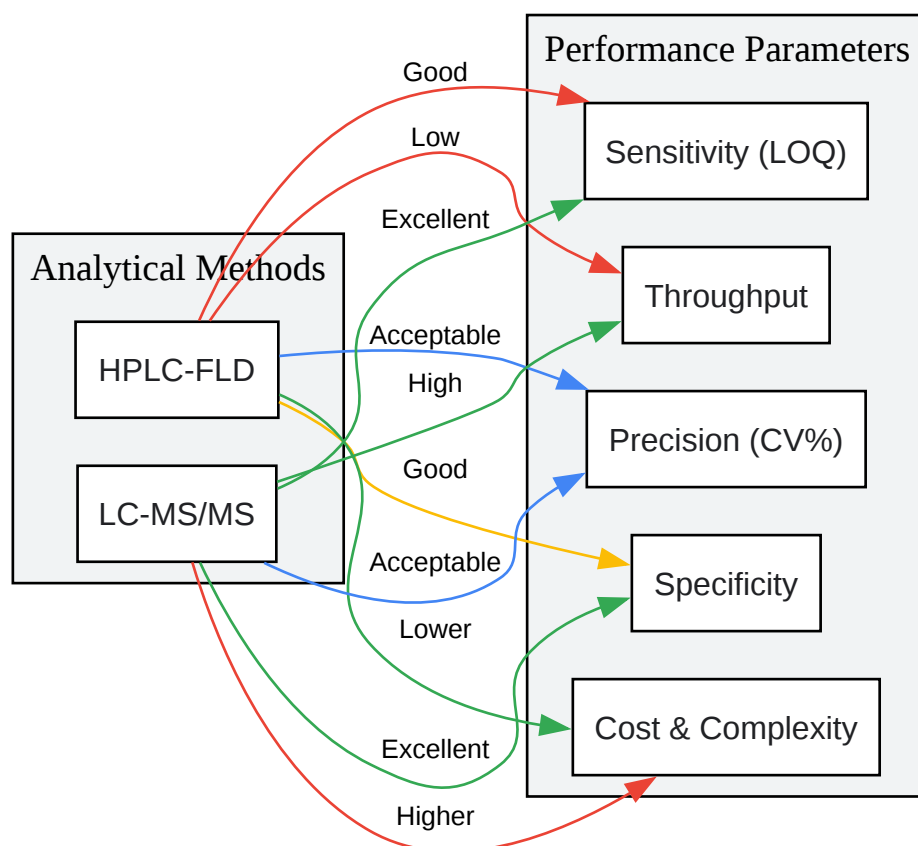 Performance Parameters
Good
Sensitivity (LOQ)
Low
Excellent
Analytical Methods
Throughput
Acceptable
HPLC-FLD
High
Precision (CV%)
Good
LC-MS/MS
Acceptable
Specificity
Lower
Cost & Complexity
Excellent
Higher